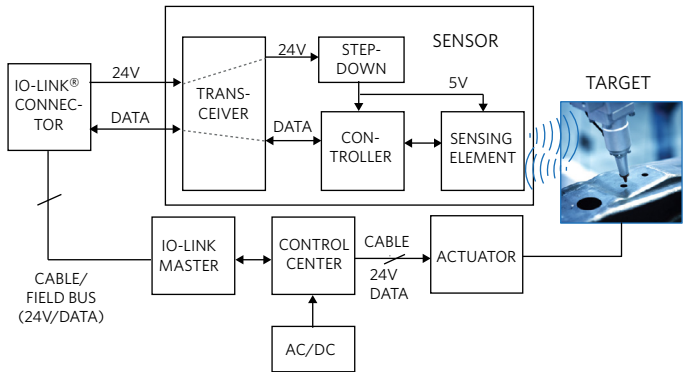 SENSOR
24V
24V
STEP-
DOWN
IO-LINK®
CONNEC-
TOR
TRANS-
CEIVER
5V
TARGET
DATA
DATA
CON-
TROLLER
SENSING
ELEMENT
IO-LINK
MASTER
CONTROL
CENTER
CABLE
24V
DATA
ACTUATOR
CABLE/
FIELD BUS
(24V/DATA)
AC/DC